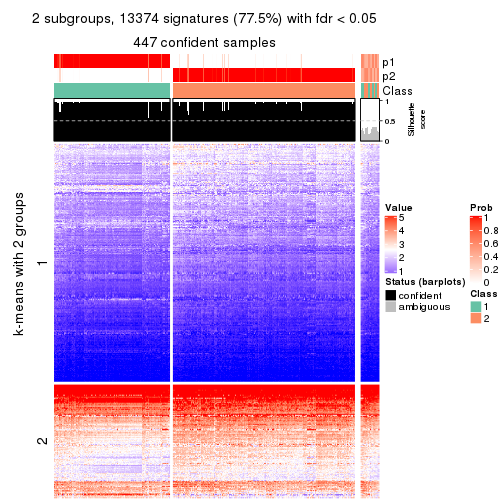 2 subgroups, 13374 signatures (77.5%) with fdr < 0.05
447 confident samples
p1
p2
Class
1
0.5
0
Silhouette
score
k-means with 2 groups
1
2
Value
5
4
3
2
1
Status (barplots)
confident
ambiguous
Prob
1
0.8
0.6
0.4
0.2
0
Class
1
2